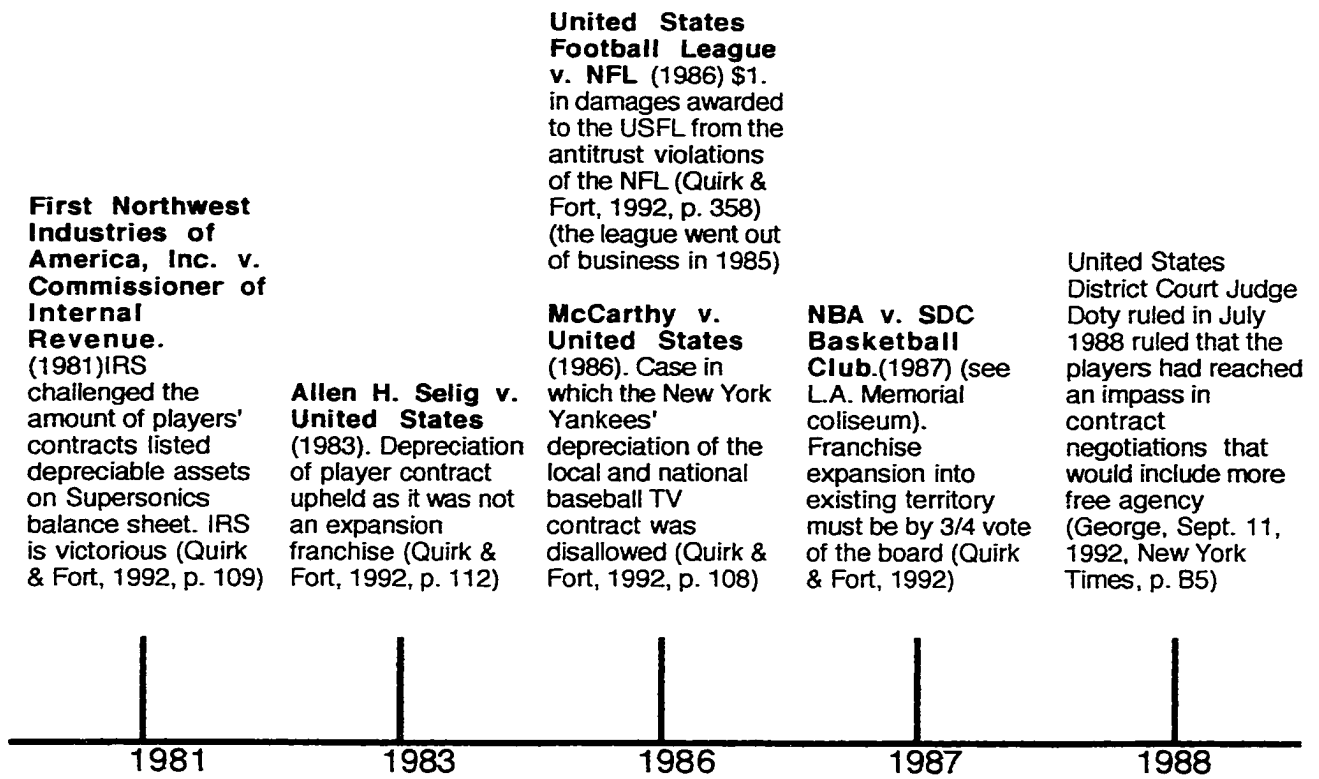 First Northwest
Industries of
America, Inc. v.
Commissioner of
Internal
Revenue.
(1981)IRS
challenged the
amount of players'
contracts listed
depreciable assets
on Supersonics
balance sheet. IRS
is victorious (Quirk
& Fort, 1992, p. 109)
Allen H. Selig v.
United States
(1983). Depreciation
of player contract
upheld as it was not
an expansion
franchise (Quirk &
Fort, 1992, p. 112)
United States
Football League
v. NFL (1986) $1.
in damages awarded
to the USFL from the
antitrust violations
of the NFL (Quirk &
Fort, 1992, p. 358)
(the league went out
of business in 1985)
McCarthy v.
United States
(1986). Case in
which the New York
Yankees'
depreciation of the
local and national
baseball TV
contract was
disallowed (Quirk &
Fort, 1992, p. 108)
NBA v. SDC
Basketball
Club.(1987) (see
L.A. Memorial
coliseum).
Franchise
expansion into
existing territory
must be by 3/4 vote
of the board (Quirk
& Fort, 1992)
United States
District Court Judge
Doty ruled in July
1988 ruled that the
players had reached
an impass in
contract
negotiations that
would include more
free agency
(George, Sept. 11,
1992, New York
Times, p. B5)
1981
1983
1986
1987
1988